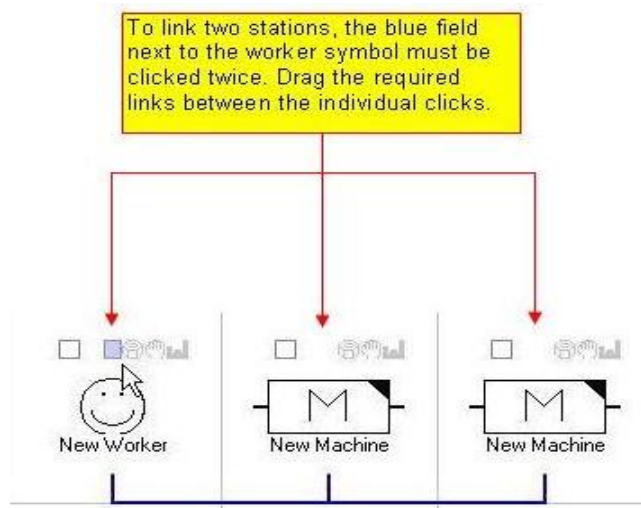 To link two stations, the blue field
next to the worker symbol must be
clicked twice. Drag the required
links between the individual clicks.
M
M
New Worker
New Machine
New Machine